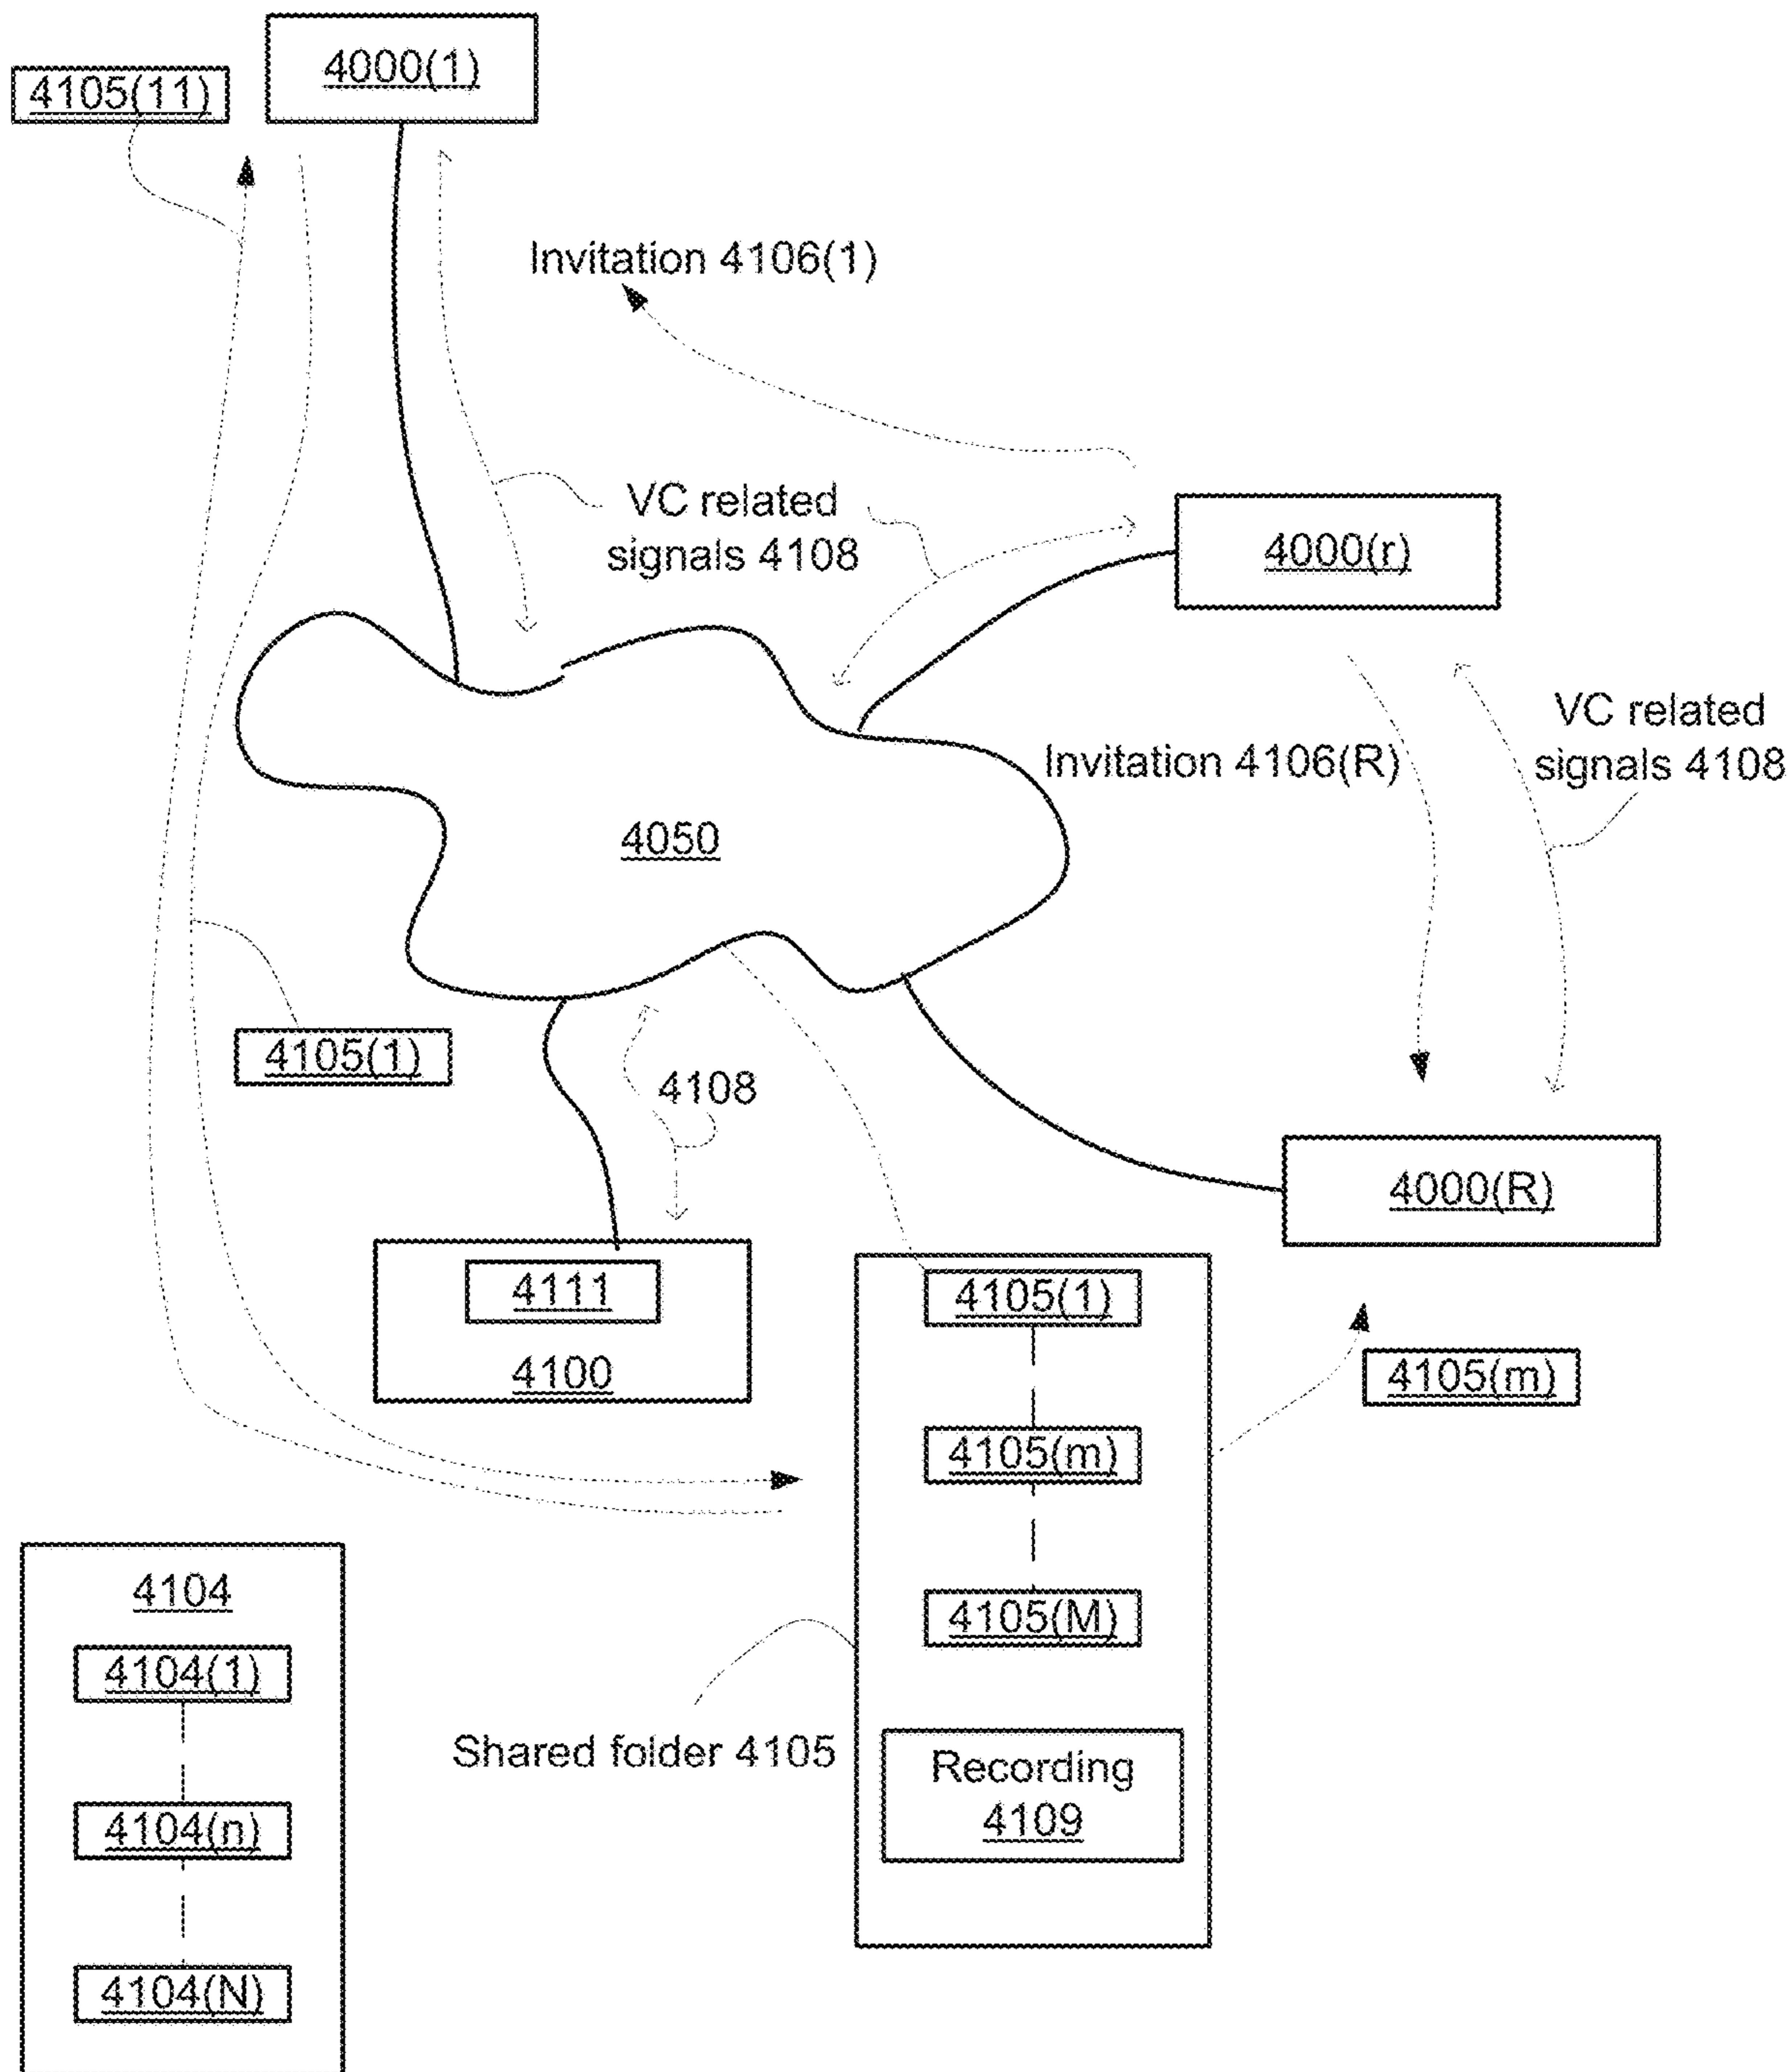 4000(1)
4105(11)
Invitation 4106(1)
VC related
signals 4108
4000(r)
VC related
signals 4108
Invitation 4106(R)
4050
4105(1)
4108
4000(R)
4111
4100
4105(1)
4105(m)
4105(m)
4105(M)
Shared folder 4105
Recording
4109
4104
4104(1)
4104(n)
4104(N)